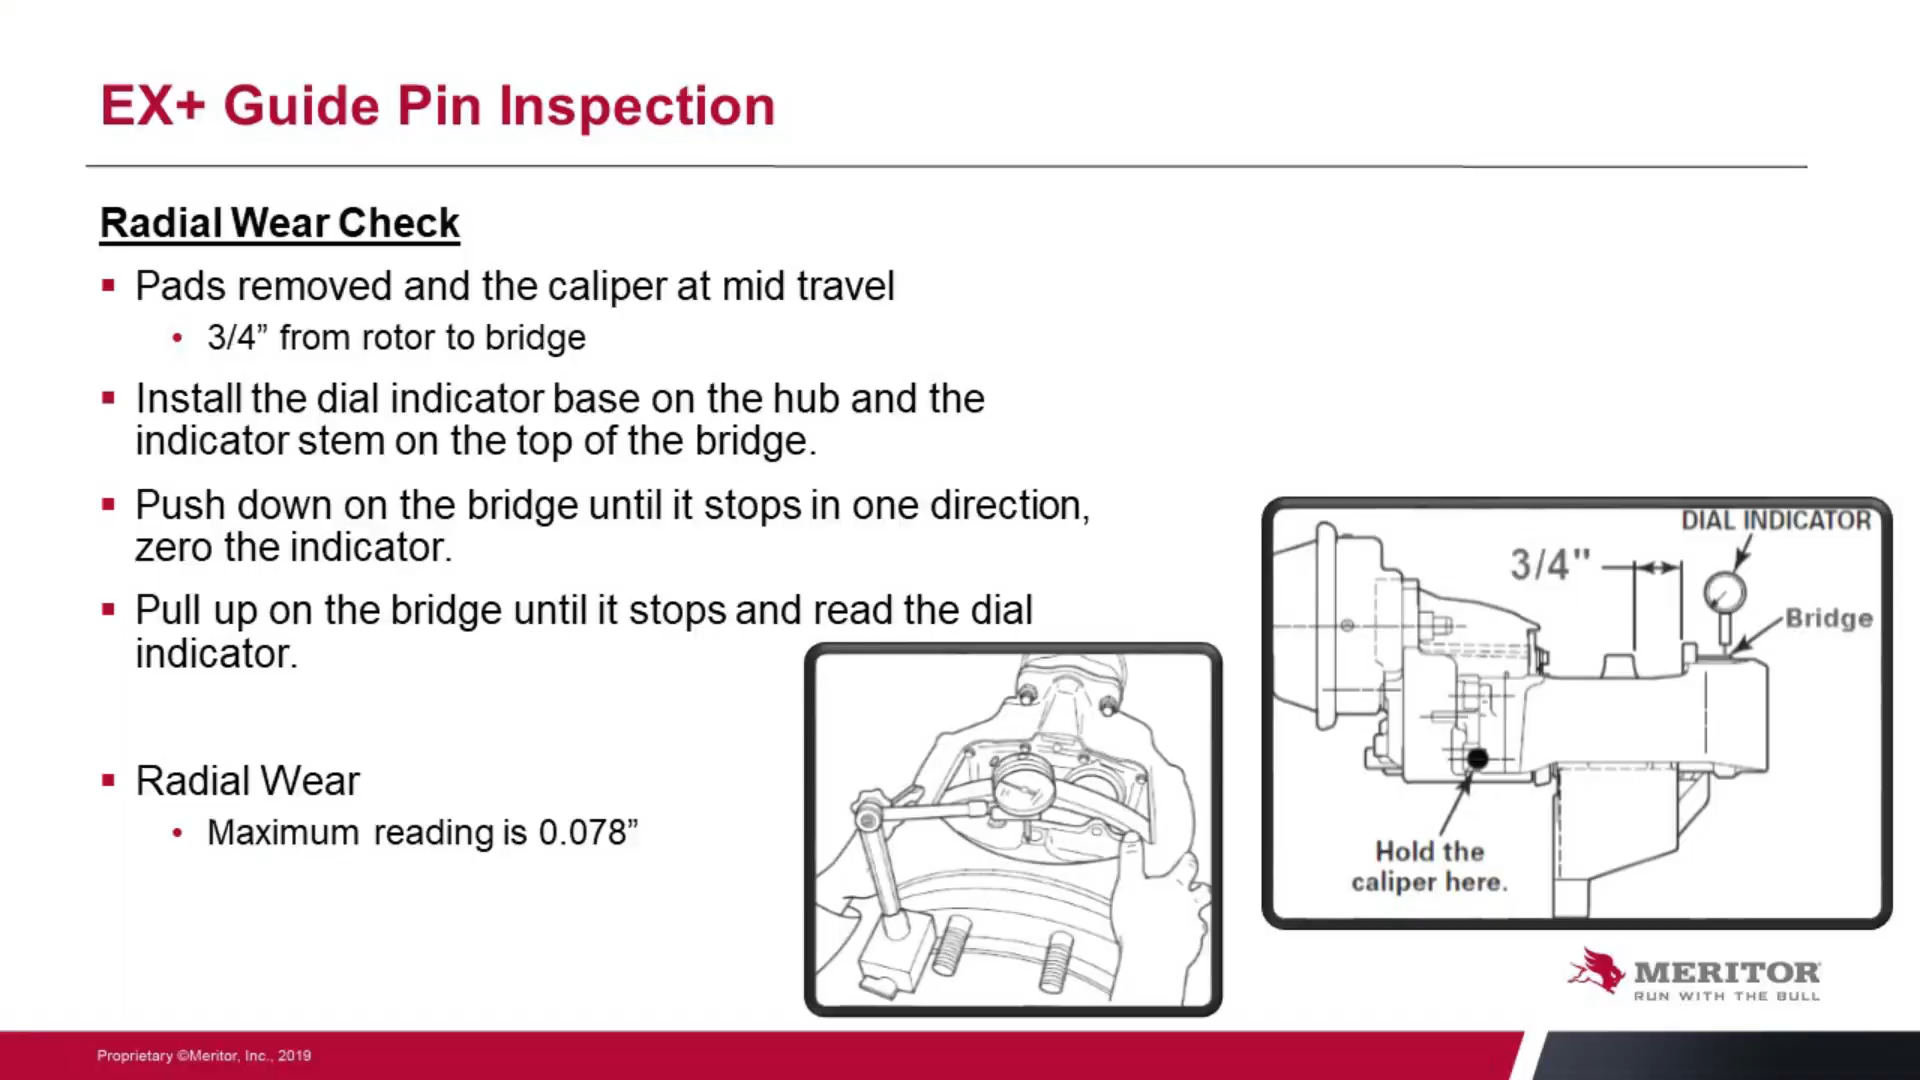 EX+ Guide Pin Inspection
Radial Wear Check
Pads removed and the caliper at mid travel
3/4” from rotor to bridge
Install the dial indicator base on the hub and the
indicator stem on the top of the bridge.
Push down on the bridge until it stops in one direction,
zero the indicator.
Pull up on the bridge until it stops and read the dial
indicator.
Radial Wear
Maximum reading is 0.078”
DIAL INDICATOR
3/4"
Bridge
Hold the
caliper here.
MERITOR
RUN WITH THE BULL
Proprietary ©Meritor, Inc., 2019